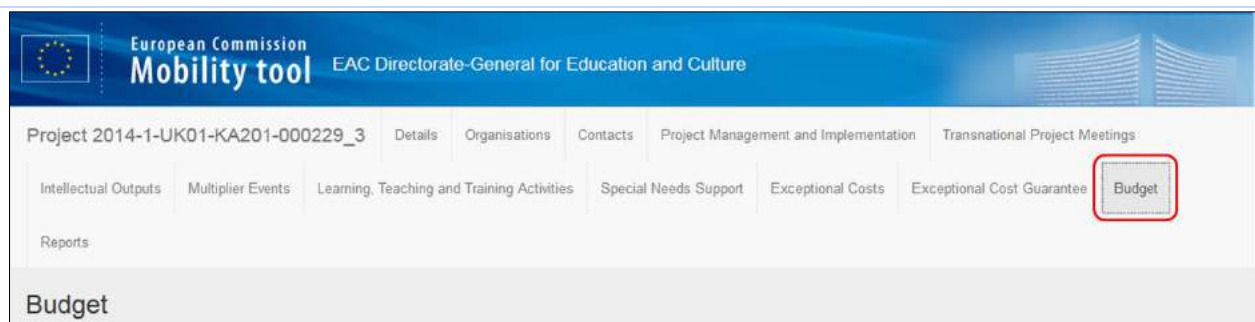 European Commission
Mobility tool
EAC Directorate-General for Education and Culture
Project 2014-1-UK01-KA201-000229_3 Details Organisations Contacts Project Management and Implementation Transnational Project Meetings
Intellectual Outputs Multiplier Events Learning, Teaching and Training Activities Special Needs Support Exceptional Costs Exceptional Cost Guarantee Budget
Reports
Budget